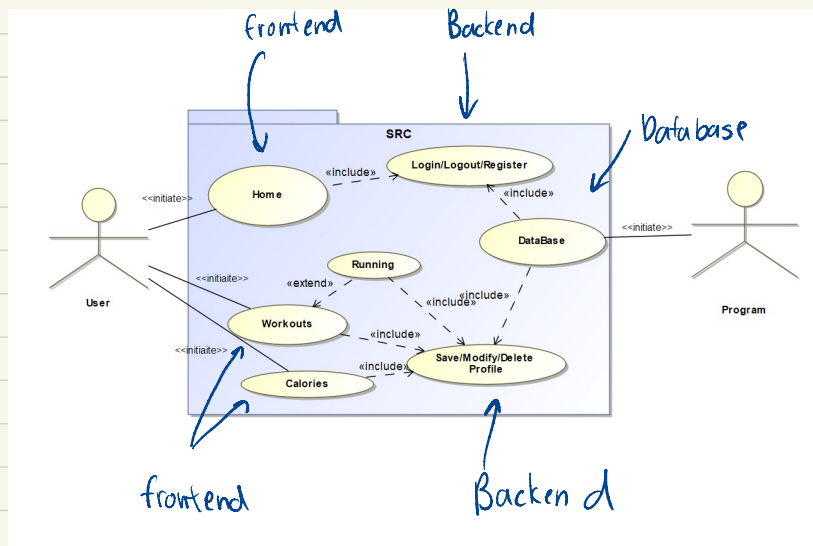 frontend
Backend
Database
SRC
Login/Logout/Register
«include»
Home
<<initiate>>
«include»
DataBase
<<initiate>>
Running
<<initiaite>>
«extend»
«include»
«include»
User
Program
Workouts
«include»
<<initiaite>>
Save/Modify/Delete
Profile
«include»
Calories
frontend
Backend